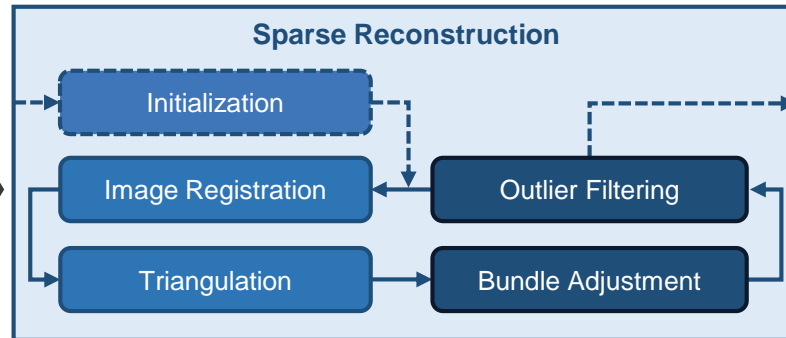 Sparse Reconstruction
Initialization
Image Registration
Outlier Filtering
Triangulation
Bundle Adjustment